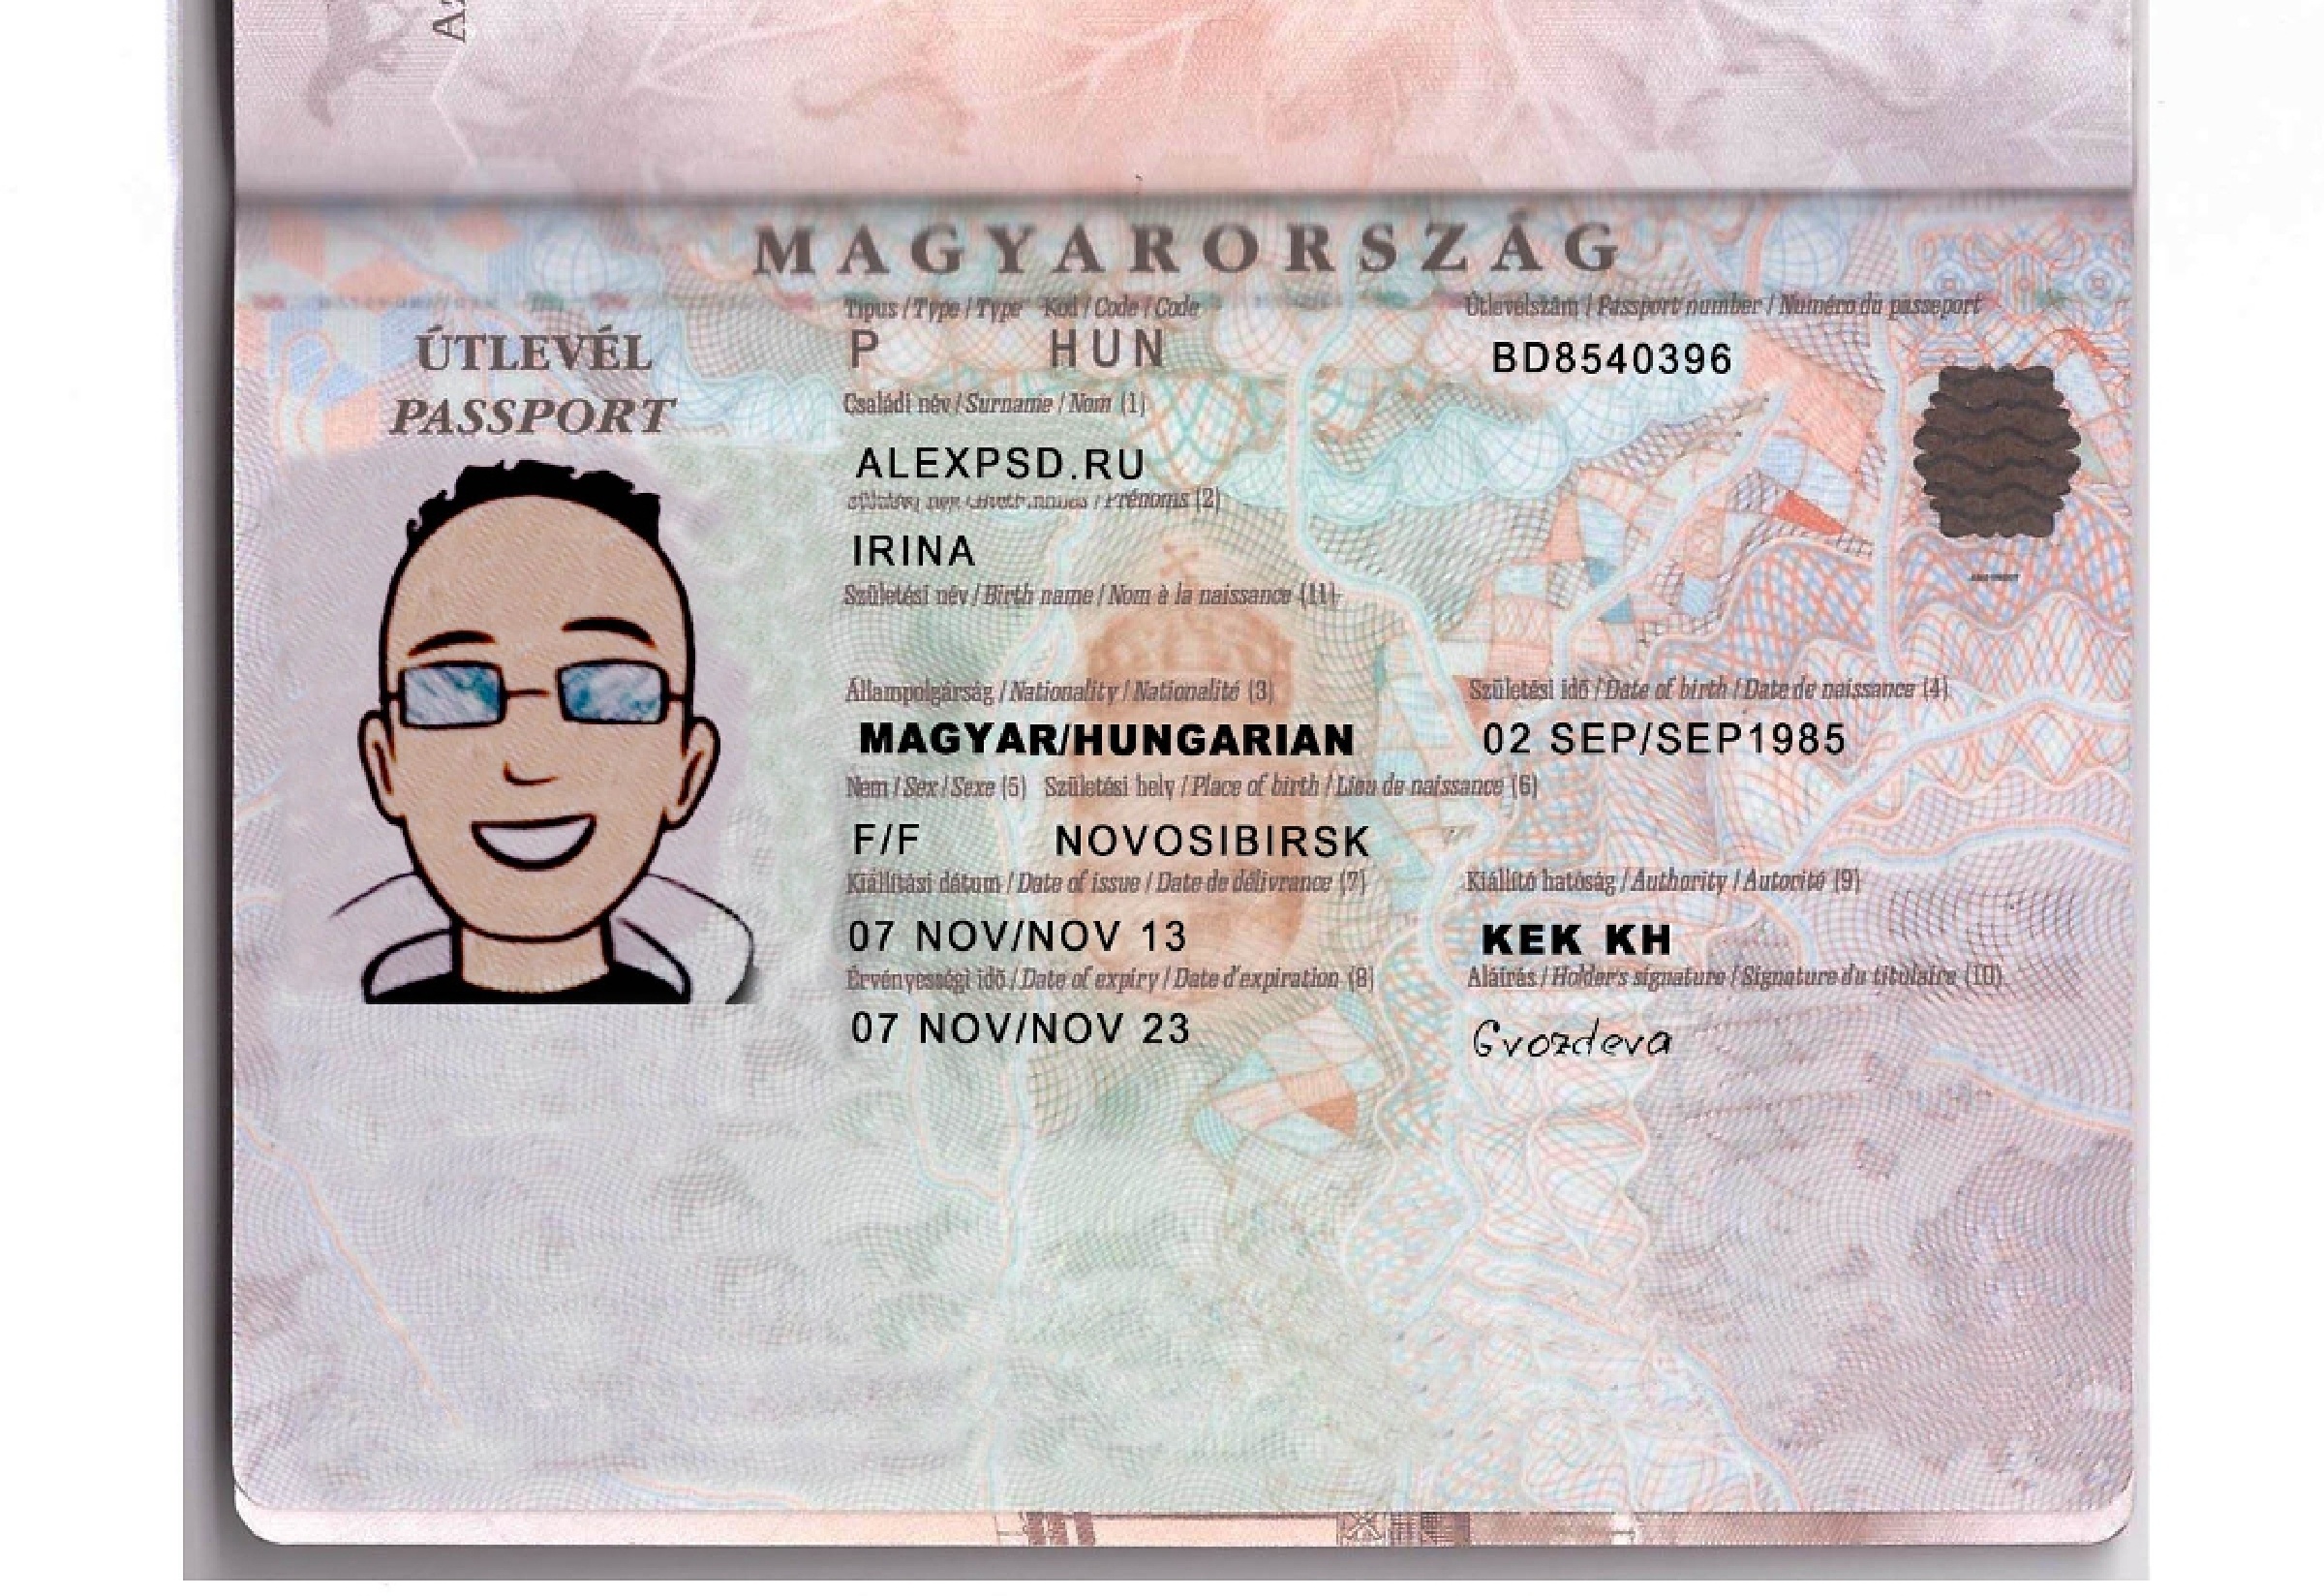 MAGYARORSZÁG
Típus / Type / Type Kód / Code / Code
Útlevélszám / Passport number / Numéro du passeport
ÚTLEVÉL
PASSPORT
P HUN
BD8540396
Családi név / Surname / Nom (1)
ALEXPSD.RU
/ Prénoms (2)
IRINA
Születési név / Birth name / Nom à la naissance (11)
Állampolgárság / Nationality / Nationalité (3)
Születési idő / Date of birth / Date de naissance (4)
MAGYAR/HUNGARIAN
02 SEP/SEP1985
Nem / Sex / Sexe (5) Születési hely / Place of birth / Lieu de naissance (6)
F/F NOVOSIBIRSK
Kiállítási dátum / Date of issue / Date de délivrance (7)
Kiállító hatóság / Authority / Autorité (9)
07 NOV/NOV 13
KEK KH
Érvényességi idő / Date of expiry / Date d'expiration (8)
Aláírás / Holder's signature / Signature du titulaire (10)
07 NOV/NOV 23
Gvozdeva